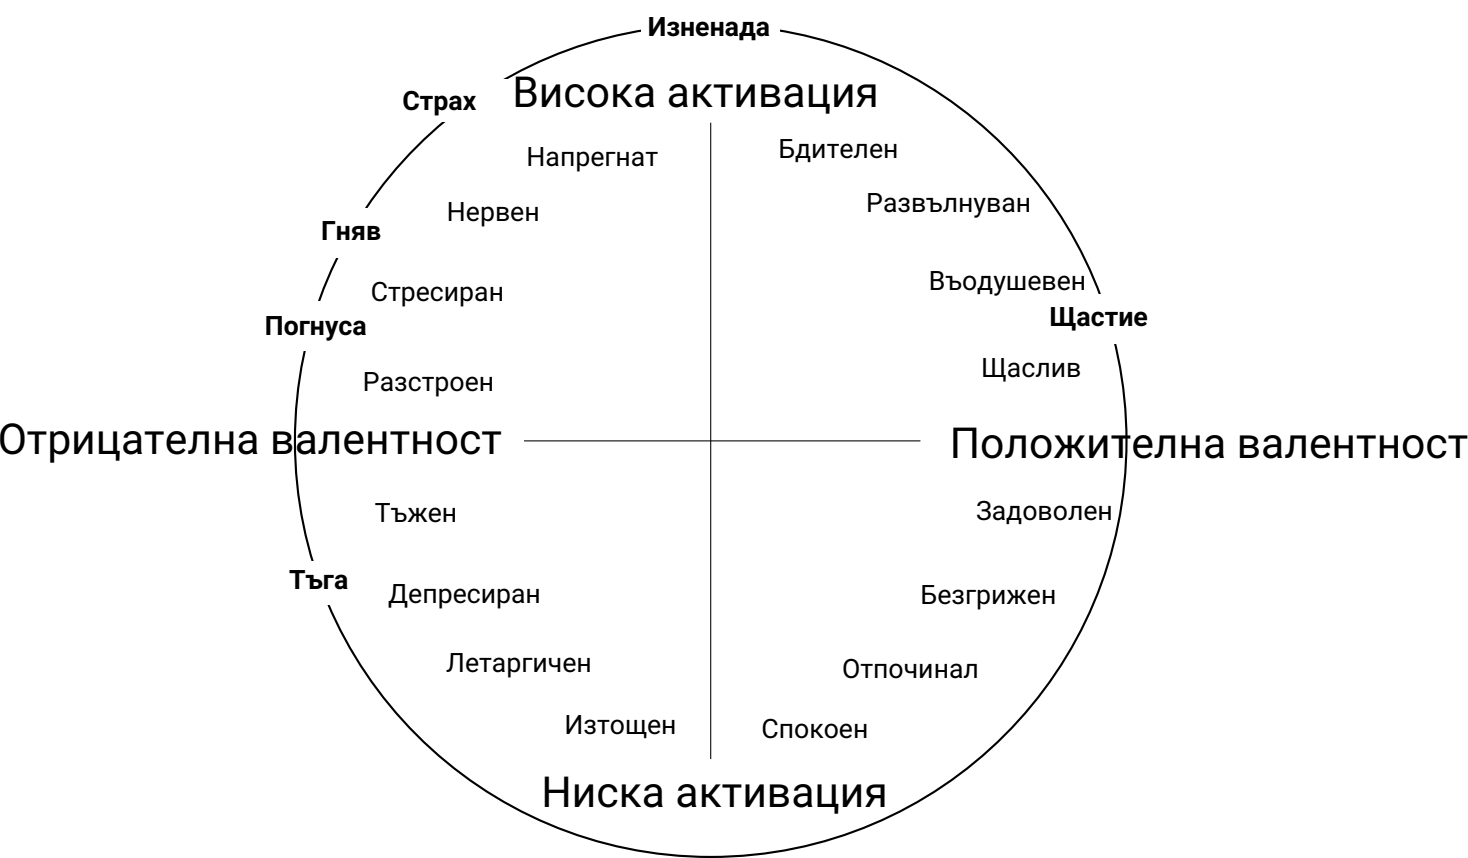 Изненада
Висока активация
Страх
Бдителен
Напрегнат
Развълнуван
Нервен
Гняв
Въодушевен
Стресиран
Щастие
Погнуса
Щаслив
Разстроен
Отрицателна валентност
Положителна валентност
Задоволен
Тъжен
Тъга
Депресиран
Безгрижен
Летаргичен
Отпочинал
Изтощен
Спокоен
Ниска активация